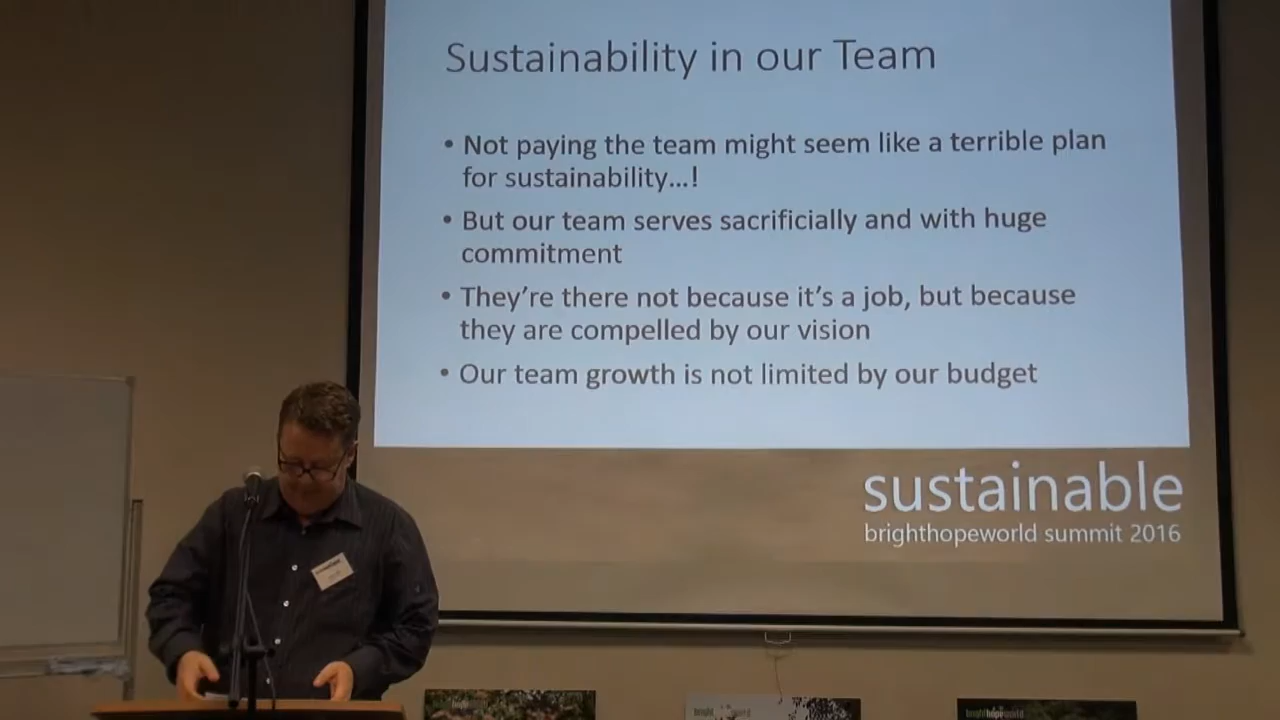 Sustainability in our Team
• Not paying the team might seem like a terrible plan
for sustainability...!
• But our team serves sacrificially and with huge
commitment
• They're there not because it's a job, but because
they are compelled by our vision
• Our team growth is not limited by our budget
sustainable
brighthopeworld summit 2016
brighthopeworld